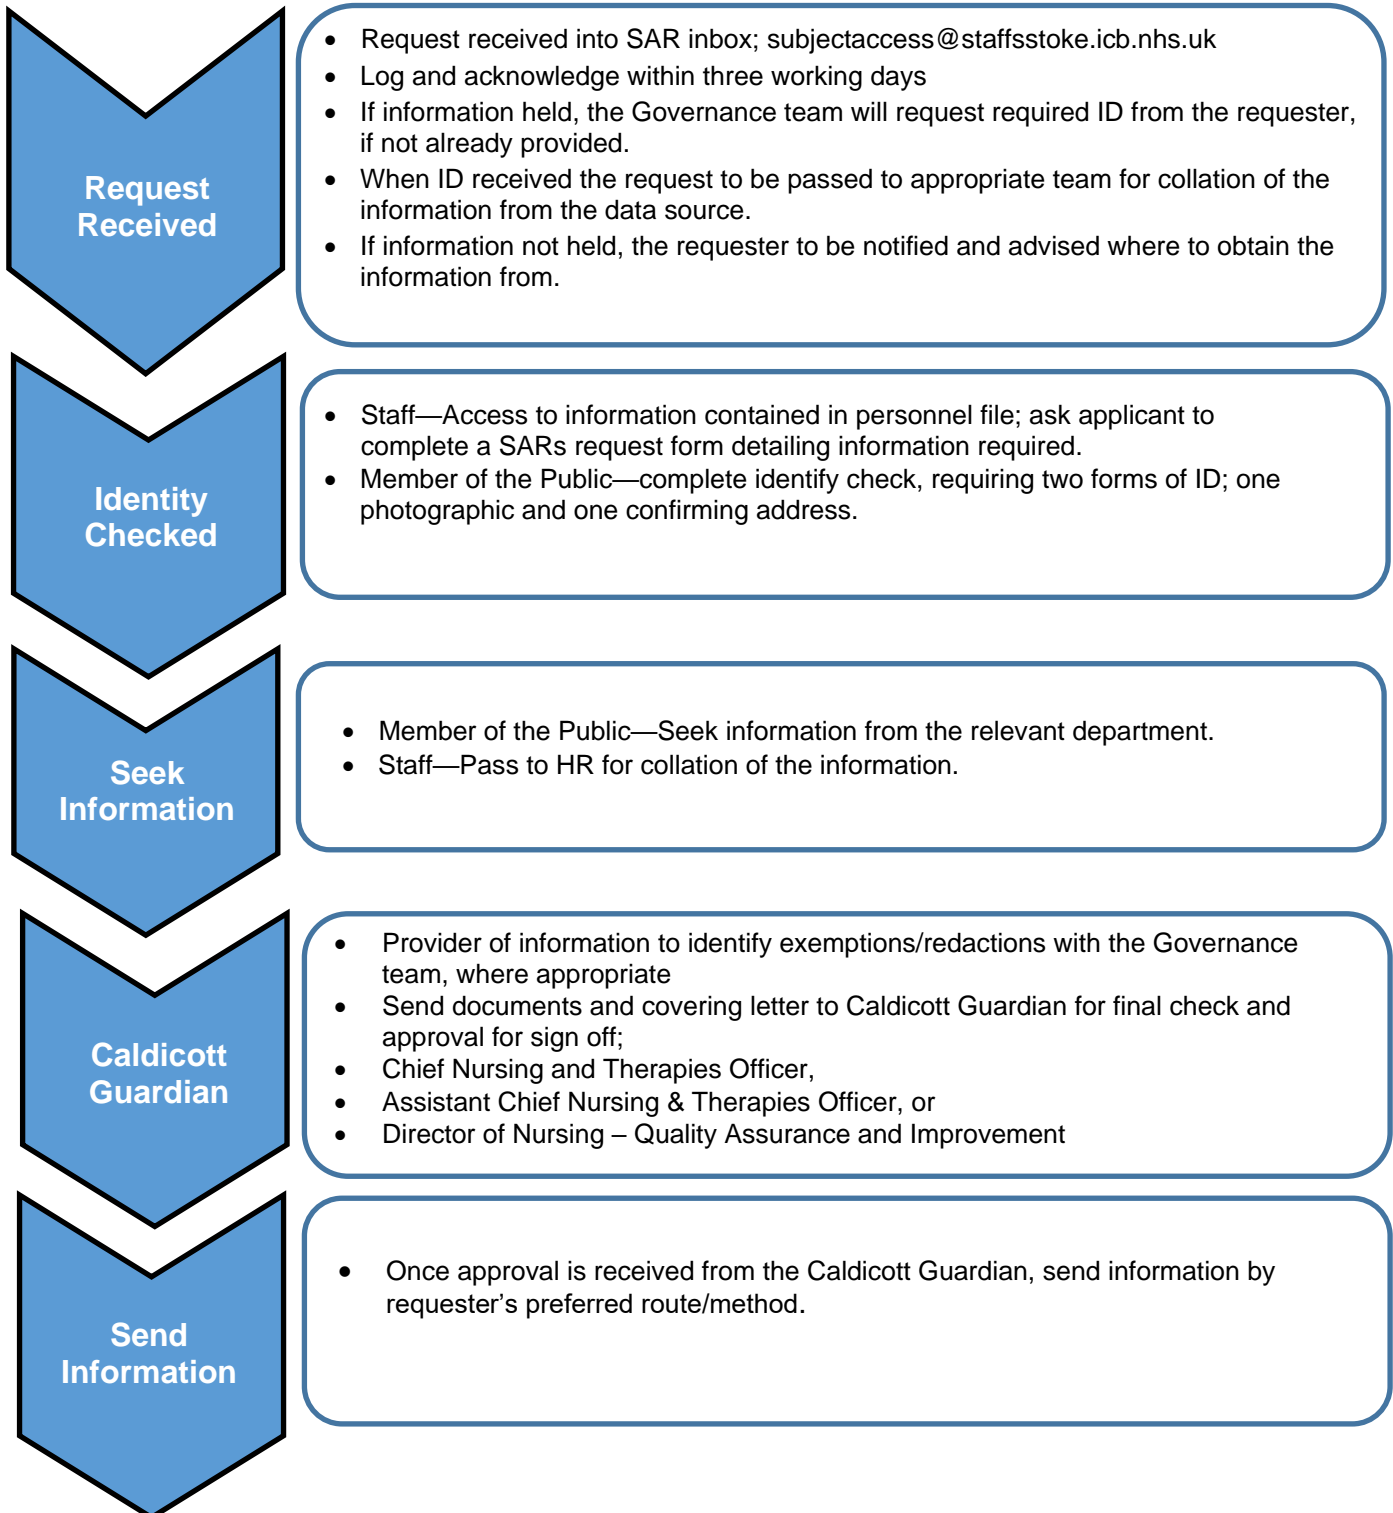 Request
Received
• Request received into SAR inbox; subjectaccess@staffsstoke.icb.nhs.uk
• Log and acknowledge within three working days
• If information held, the Governance team will request required ID from the requester,
if not already provided.
• When ID received the request to be passed to appropriate team for collation of the
information from the data source.
• If information not held, the requester to be notified and advised where to obtain the
information from.
Identity
Checked
• Staff—Access to information contained in personnel file; ask applicant to
complete a SARs request form detailing information required.
• Member of the Public—complete identify check, requiring two forms of ID; one
photographic and one confirming address.
Seek
Information
• Member of the Public—Seek information from the relevant department.
• Staff—Pass to HR for collation of the information.
Caldicott
Guardian
• Provider of information to identify exemptions/redactions with the Governance
team, where appropriate
• Send documents and covering letter to Caldicott Guardian for final check and
approval for sign off;
• Chief Nursing and Therapies Officer,
• Assistant Chief Nursing & Therapies Officer, or
• Director of Nursing – Quality Assurance and Improvement
Send
Information
• Once approval is received from the Caldicott Guardian, send information by
requester’s preferred route/method.